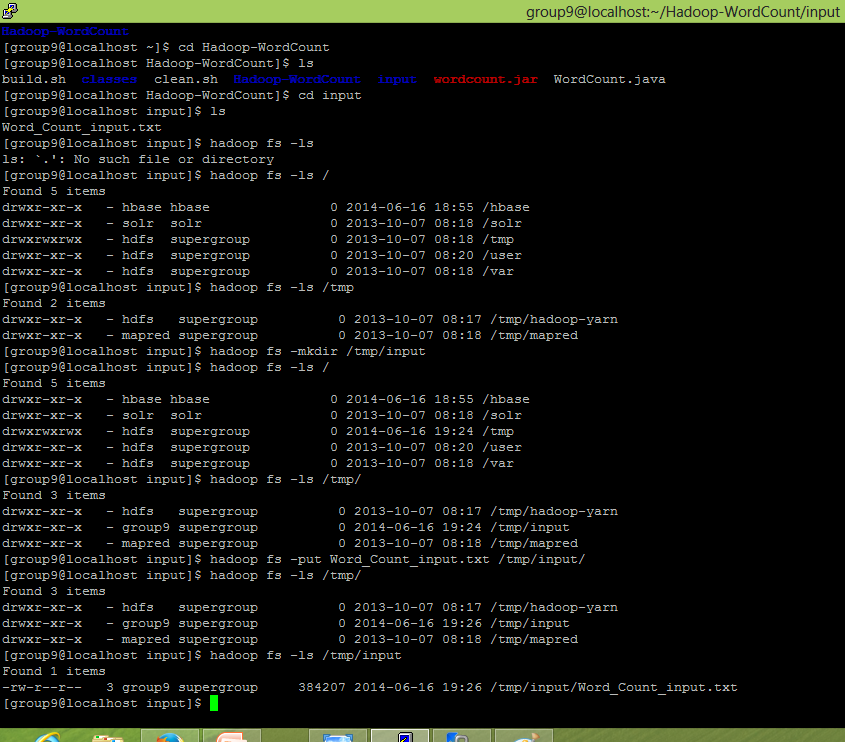 group9@localhost:~/Hadoop-WordCount/input
Hadoop-WordCount
[group9@localhost ~]$ cd Hadoop-WordCount
[group9@localhost Hadoop-WordCount]$ ls
build.sh  classes  clean.sh  Hadoop-WordCount  input  wordcount.jar  WordCount.java
[group9@localhost Hadoop-WordCount]$ cd input
[group9@localhost input]$ ls
Word_Count_input.txt
[group9@localhost input]$ hadoop fs -ls
ls: `.': No such file or directory
[group9@localhost input]$ hadoop fs -ls /
Found 5 items
drwxr-xr-x   - hbase hbase               0 2014-06-16 18:55 /hbase
drwxr-xr-x   - solr  solr                0 2013-10-07 08:18 /solr
drwxrwxrwx   - hdfs  supergroup          0 2013-10-07 08:18 /tmp
drwxr-xr-x   - hdfs  supergroup          0 2013-10-07 08:20 /user
drwxr-xr-x   - hdfs  supergroup          0 2013-10-07 08:18 /var
[group9@localhost input]$ hadoop fs -ls /tmp
Found 2 items
drwxr-xr-x   - hdfs   supergroup          0 2013-10-07 08:17 /tmp/hadoop-yarn
drwxr-xr-x   - mapred supergroup          0 2013-10-07 08:18 /tmp/mapred
[group9@localhost input]$ hadoop fs -mkdir /tmp/input
[group9@localhost input]$ hadoop fs -ls /
Found 5 items
drwxr-xr-x   - hbase hbase               0 2014-06-16 18:55 /hbase
drwxr-xr-x   - solr  solr                0 2013-10-07 08:18 /solr
drwxrwxrwx   - hdfs  supergroup          0 2014-06-16 19:24 /tmp
drwxr-xr-x   - hdfs  supergroup          0 2013-10-07 08:20 /user
drwxr-xr-x   - hdfs  supergroup          0 2013-10-07 08:18 /var
[group9@localhost input]$ hadoop fs -ls /tmp/
Found 3 items
drwxr-xr-x   - hdfs   supergroup          0 2013-10-07 08:17 /tmp/hadoop-yarn
drwxr-xr-x   - group9 supergroup          0 2014-06-16 19:24 /tmp/input
drwxr-xr-x   - mapred supergroup          0 2013-10-07 08:18 /tmp/mapred
[group9@localhost input]$ hadoop fs -put Word_Count_input.txt /tmp/input/
[group9@localhost input]$ hadoop fs -ls /tmp/
Found 3 items
drwxr-xr-x   - hdfs   supergroup          0 2013-10-07 08:17 /tmp/hadoop-yarn
drwxr-xr-x   - group9 supergroup          0 2014-06-16 19:26 /tmp/input
drwxr-xr-x   - mapred supergroup          0 2013-10-07 08:18 /tmp/mapred
[group9@localhost input]$ hadoop fs -ls /tmp/input
Found 1 items
-rw-r--r--   3 group9 supergroup     384207 2014-06-16 19:26 /tmp/input/Word_Count_input.txt
[group9@localhost input]$